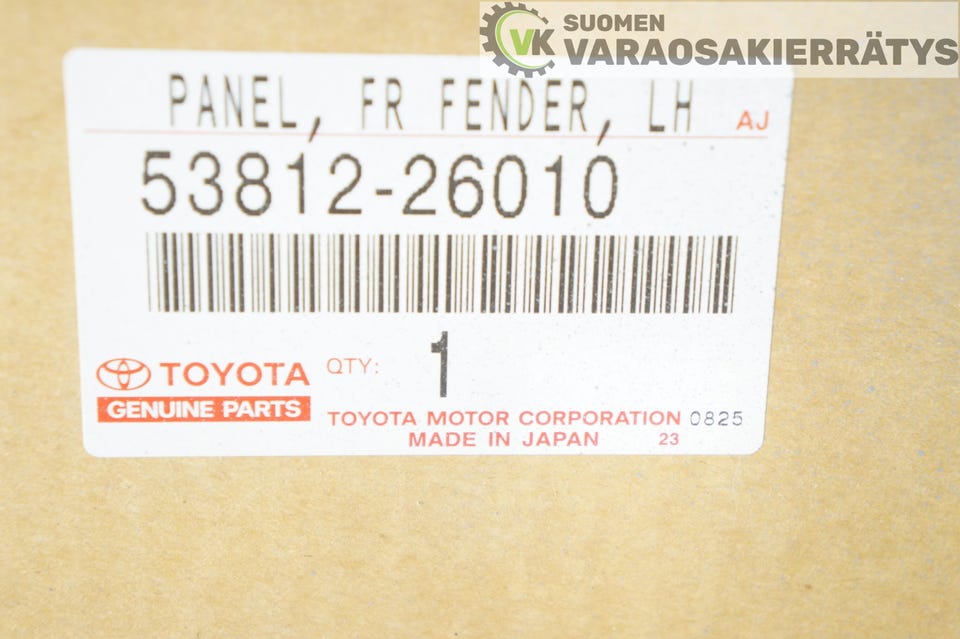 VK SUOMEN
VARAOSAKIERRÄTYS
PANEL, FR FENDER, LH AJ
53812-26010
TOYOTA QTY: 1
GENUINE PARTS
TOYOTA MOTOR CORPORATION 0825
MADE IN JAPAN 23